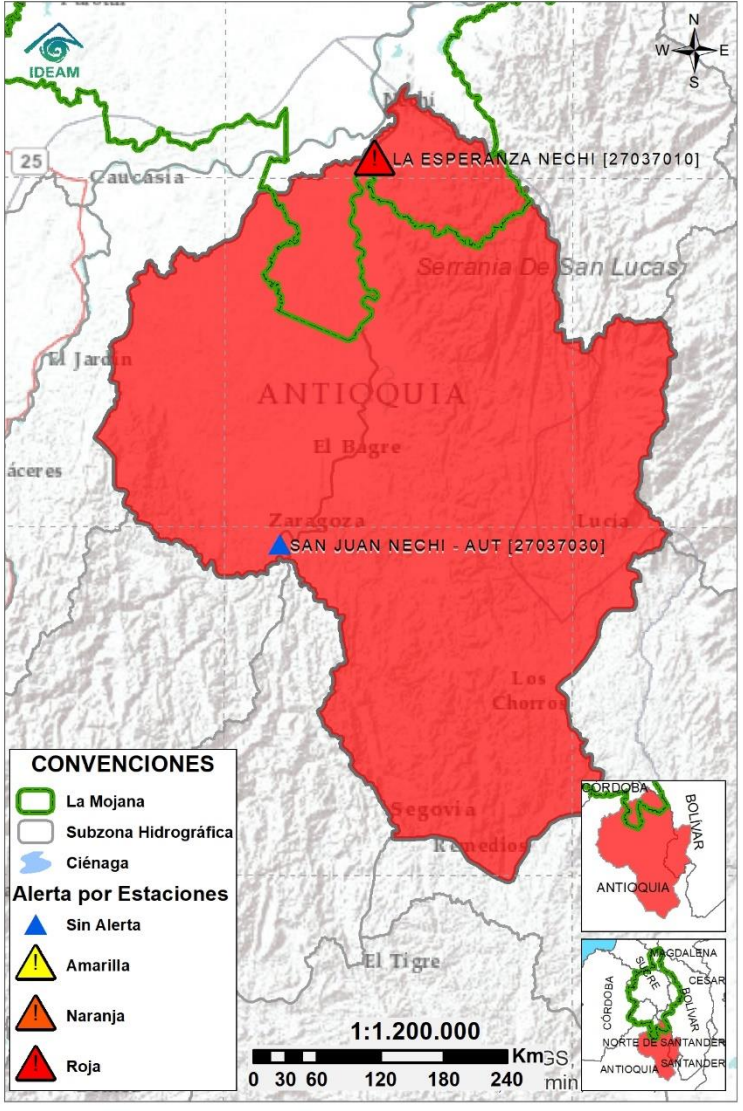 IDEAM
N
W E
S
25
Caucasia
LA ESPERANZA NECHI [27037010]
Serrania De San Lucas
El Jardín
ANTIOQUIA
El Bagre
áceres
Zaragoza
Lucía
SAN JUAN NECHI - AUT [27037030]
Los
Chorros
Segovia
Remedios
El Tigre
CONVENCIONES
La Mojana
Subzona Hidrográfica
Ciénaga
Alerta por Estaciones
Sin Alerta
Amarilla
Naranja
Roja
1:1.200.000
Km
0 30 60 120 180 240
CÓRDOBA
BOLÍVAR
ANTIOQUIA
MAGDALENA
SUCRE
CESAR
CÓRDOBA
BOLÍVAR
NORTE DE SANTANDER
ANTIOQUIA
SANTANDER